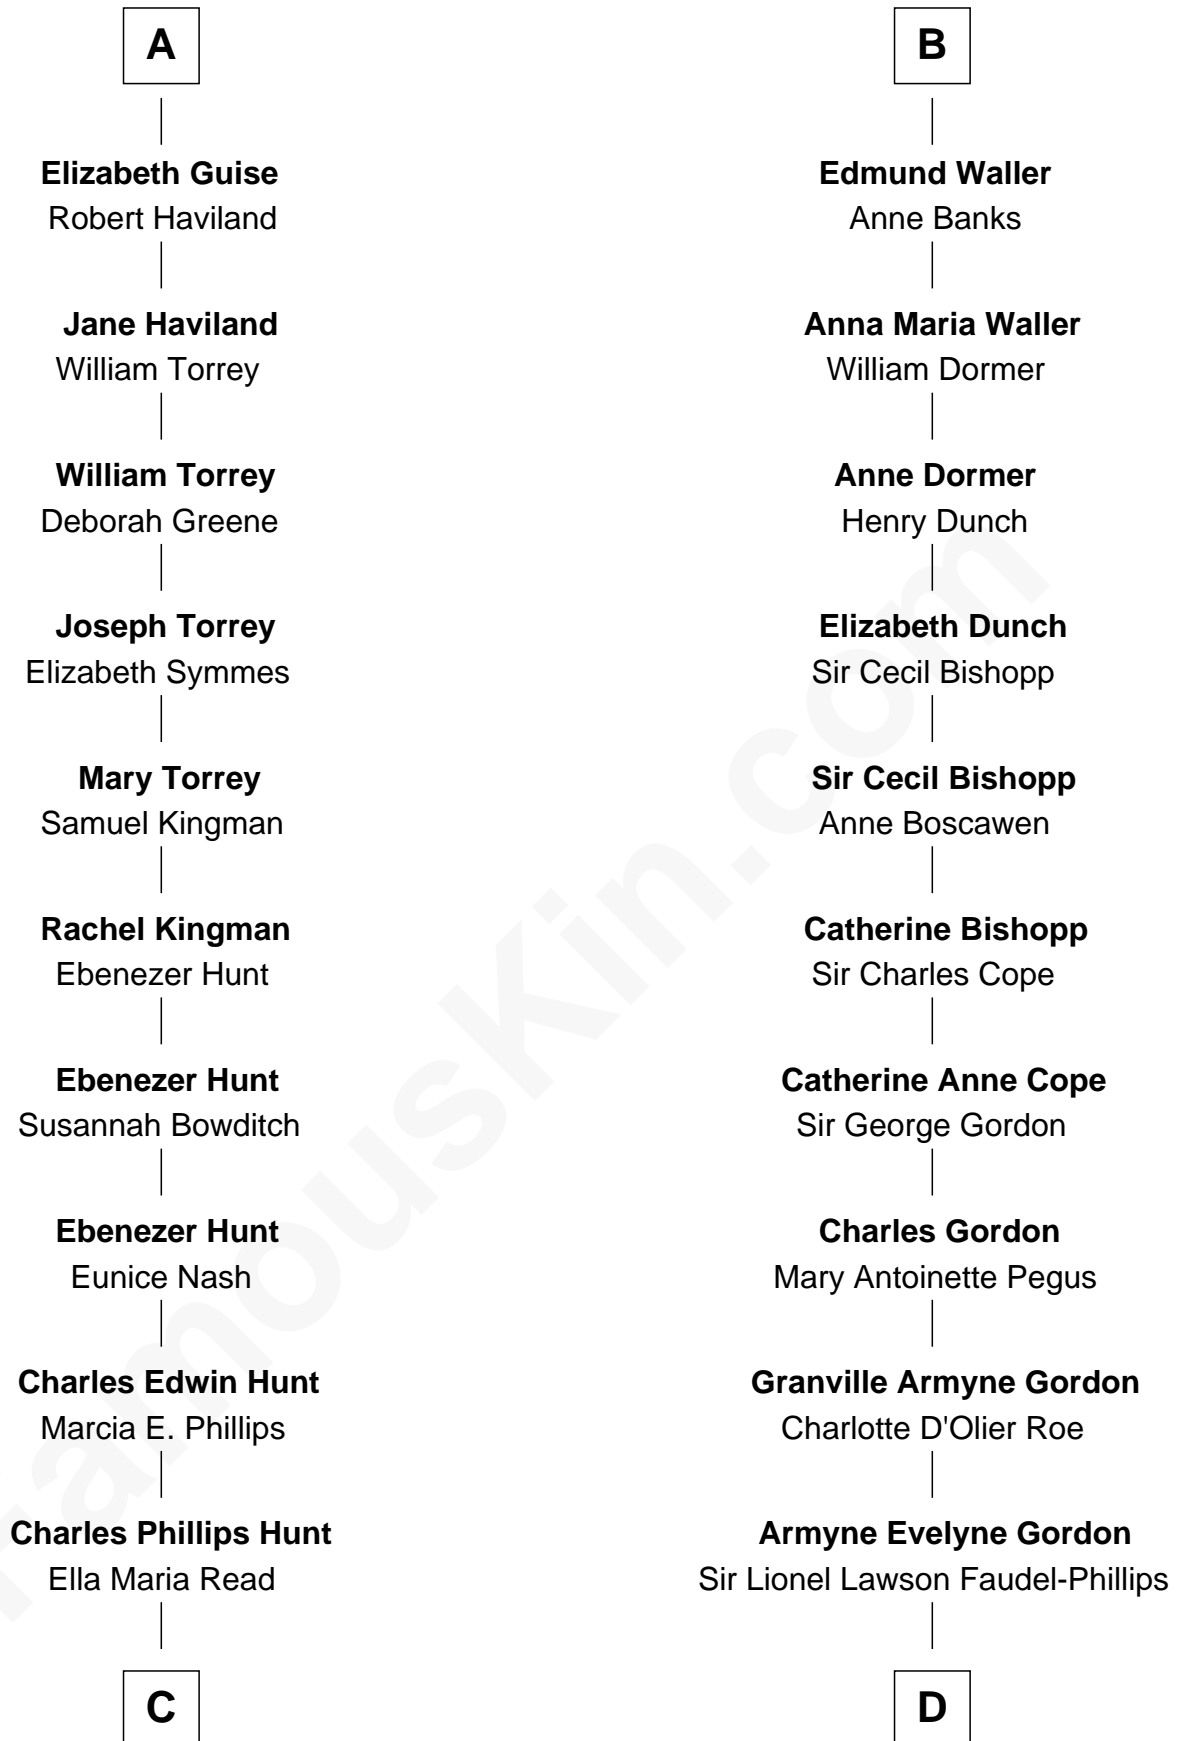 A
Elizabeth Guise
Robert Haviland
Jane Haviland
William Torrey
William Torrey
Deborah Greene
Joseph Torrey
Elizabeth Symmes
Mary Torrey
Samuel Kingman
Rachel Kingman
Ebenezer Hunt
Ebenezer Hunt
Susannah Bowditch
Ebenezer Hunt
Eunice Nash
Charles Edwin Hunt
Marcia E. Phillips
Charles Phillips Hunt
Ella Maria Read
C
B
Edmund Waller
Anne Banks
Anna Maria Waller
William Dormer
Anne Dormer
Henry Dunch
Elizabeth Dunch
Sir Cecil Bishopp
Sir Cecil Bishopp
Anne Boscawen
Catherine Bishopp
Sir Charles Cope
Catherine Anne Cope
Sir George Gordon
Charles Gordon
Mary Antoinette Pegus
Granville Armyne Gordon
Charlotte D'Olier Roe
Armyne Evelyne Gordon
Sir Lionel Lawson Faudel-Phillips
D
FamousKin.com